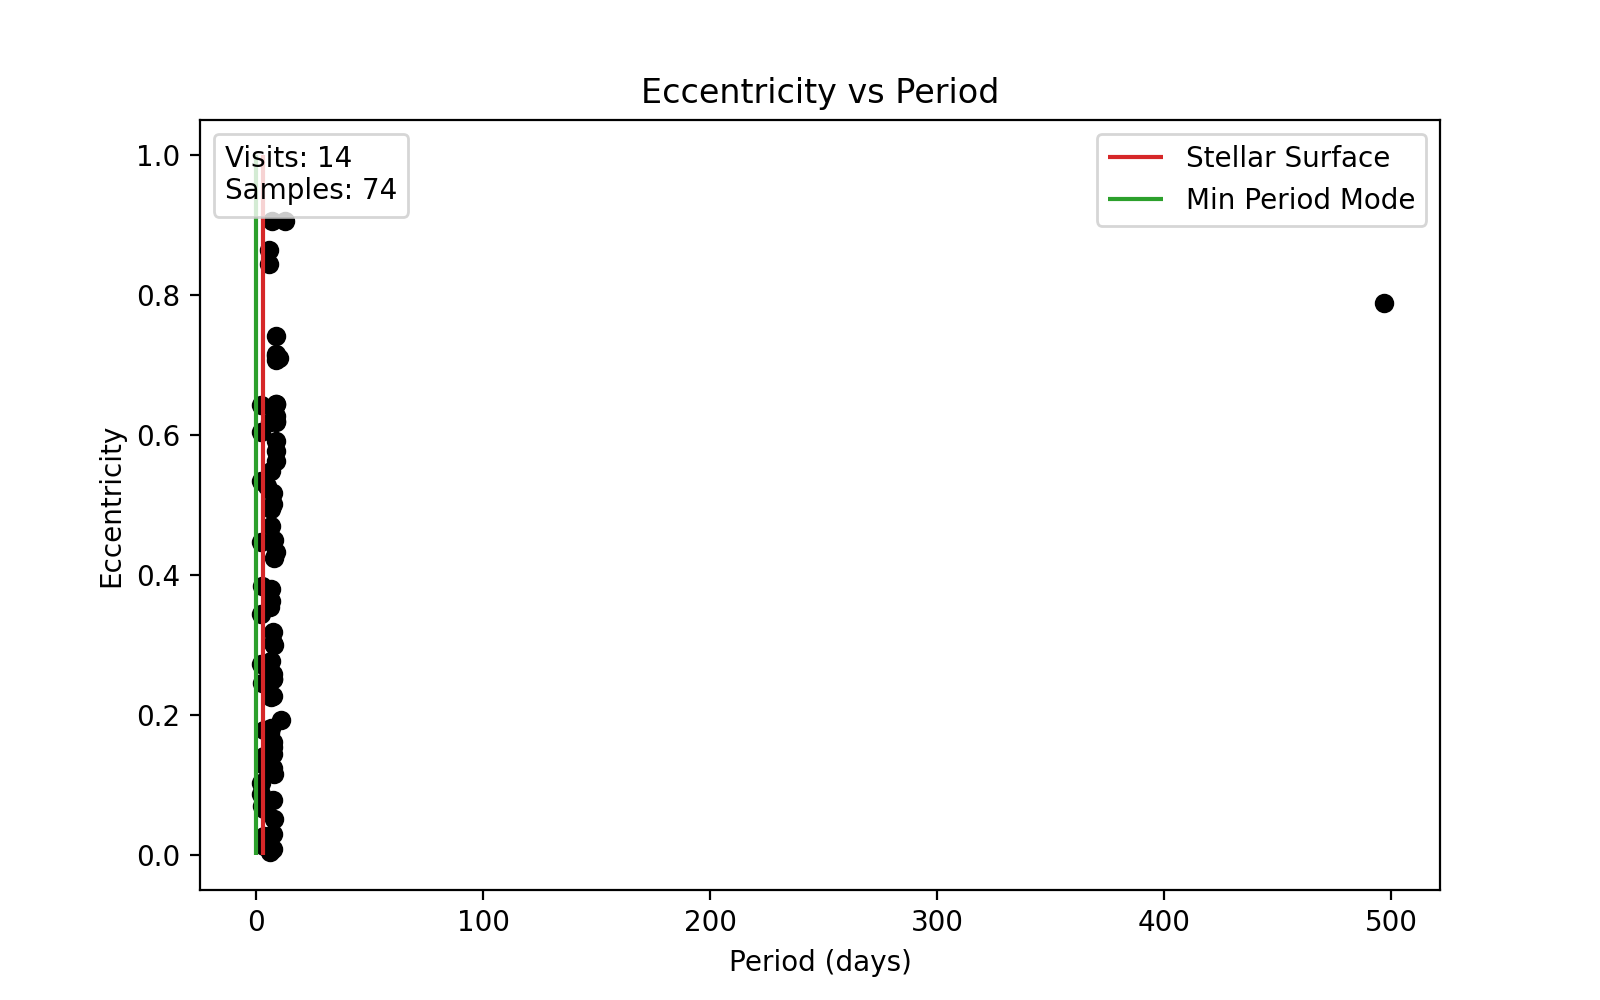 Eccentricity vs Period
Visits: 14
Samples: 74
Stellar Surface
Min Period Mode
1.0
0.8
0.6
0.4
0.2
0.0
Eccentricity
0 100 200 300 400 500
Period (days)